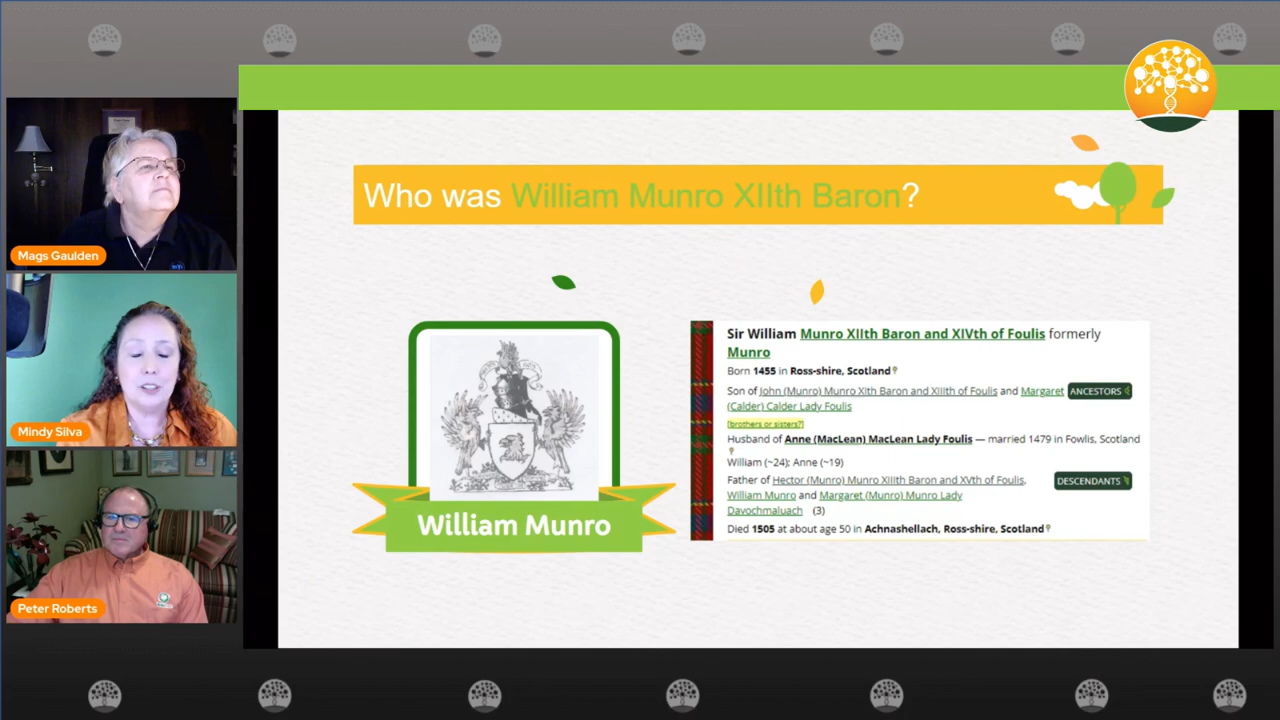 Who was William Munro XIIth Baron?
Mags Gaulden
Mindy Silva
Peter Roberts
William Munro
Sir William Munro XIIth Baron and XIVth of Foulis formerly
Munro
Born 1455 in Ross-shire, Scotland
Son of John (Munro) Munro XIth Baron and XIIIth of Foulis and Margaret
(Calder) Calder Lady Foulis
ANCESTORS
[brothers or sisters?]
Husband of Anne (MacLean) MacLean Lady Foulis — married 1479 in Fowlis, Scotland
William (~24); Anne (~19)
Father of Hector (Munro) Munro XIIIth Baron and XVth of Foulis,
William Munro and Margaret (Munro) Munro Lady
Davochmaluach (3)
DESCENDANTS
Died 1505 at about age 50 in Achnashellach, Ross-shire, Scotland